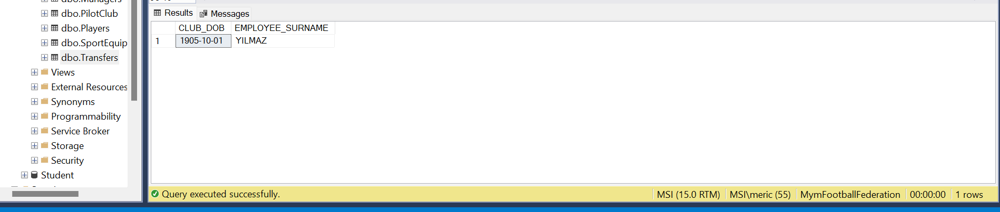 dbo.Managers
dbo.PilotClub
dbo.Players
dbo.SportEquip
dbo.Transfers
Views
External Resources
Synonyms
Programmability
Service Broker
Storage
Security
Student
Results Messages
CLUB_DOB EMPLOYEE_SURNAME
1 1905-10-01 YILMAZ
Query executed successfully. MSI (15.0 RTM) MSI\meric (55) MymFootballFederation 00:00:00 1 rows